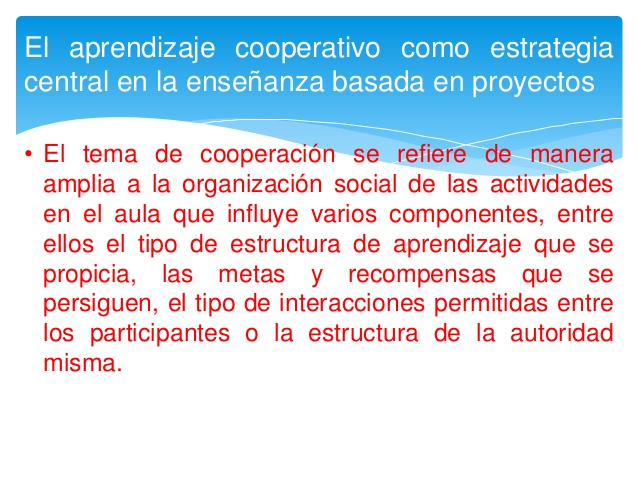 El aprendizaje cooperativo como estrategia
central en la enseñanza basada en proyectos
• El tema de cooperación se refiere de manera
amplia a la organización social de las actividades
en el aula que influye varios componentes, entre
ellos el tipo de estructura de aprendizaje que se
propicia, las metas y recompensas que se
persiguen, el tipo de interacciones permitidas entre
los participantes o la estructura de la autoridad
misma.